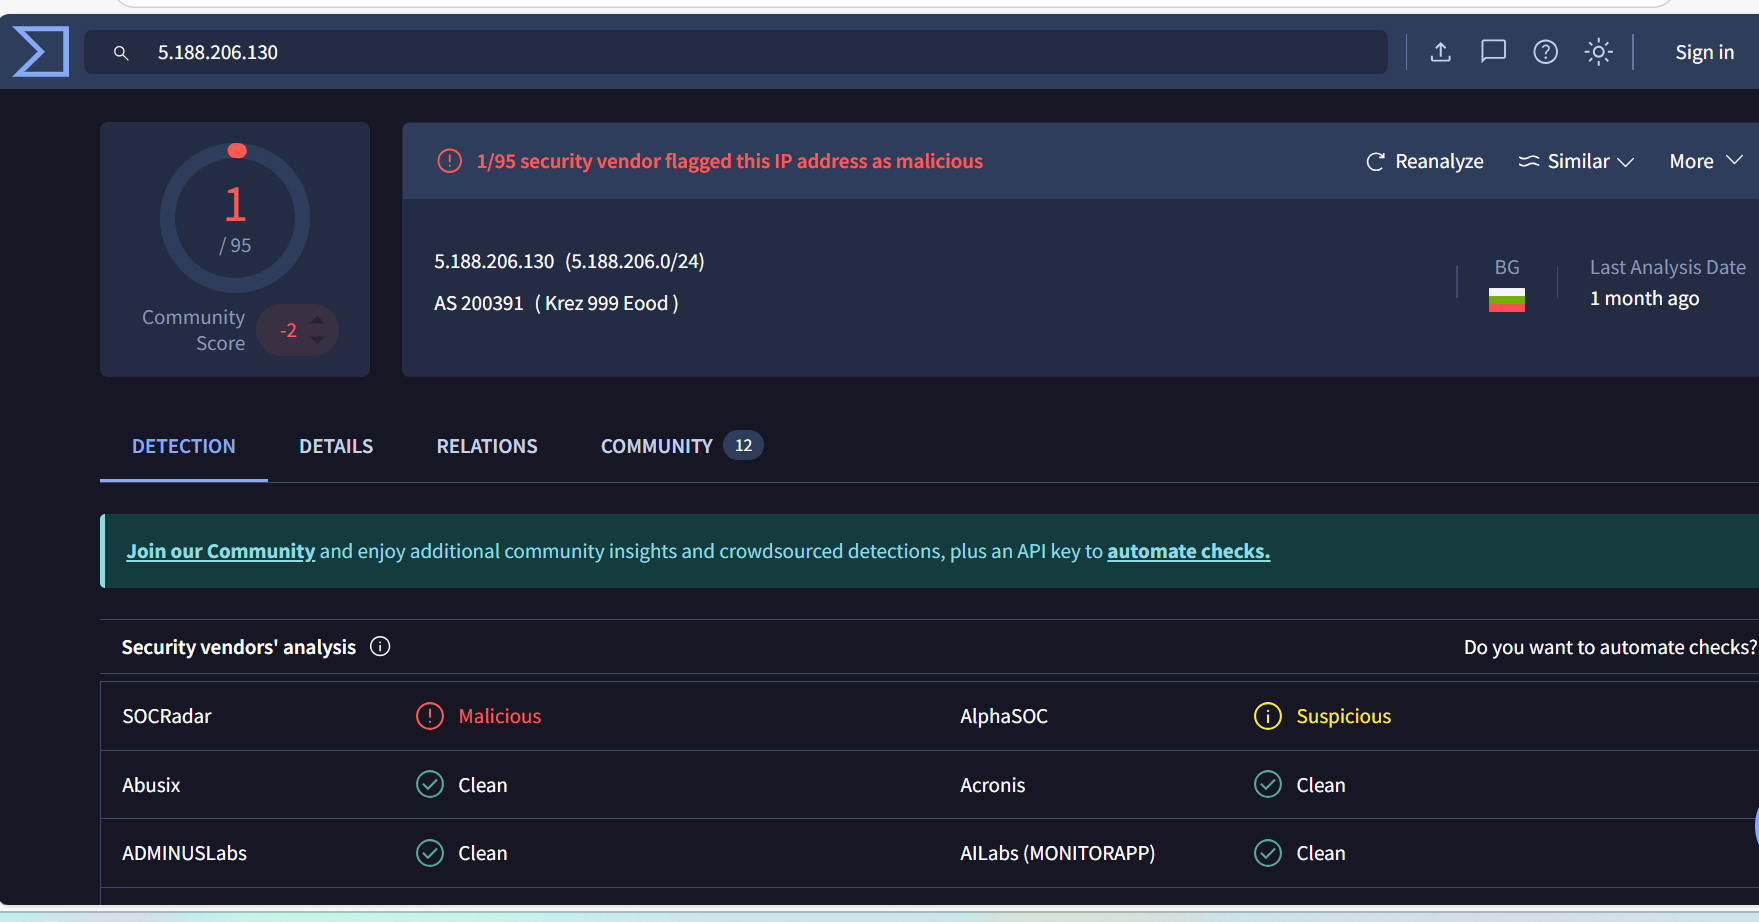 5.188.206.130
Sign in
1
/ 95
Community
Score
-2
1/95 security vendor flagged this IP address as malicious
Reanalyze
Similar
More
5.188.206.130 (5.188.206.0/24)
AS 200391 ( Krez 999 Eood )
BG
Last Analysis Date
1 month ago
DETECTION
DETAILS
RELATIONS
COMMUNITY 12
Join our Community and enjoy additional community insights and crowdsourced detections, plus an API key to automate checks.
Security vendors' analysis
Do you want to automate checks?
SOCRadar Malicious AlphaSOC Suspicious
Abusix Clean Acronis Clean
ADMINUSLabs Clean AILabs (MONITORAPP) Clean